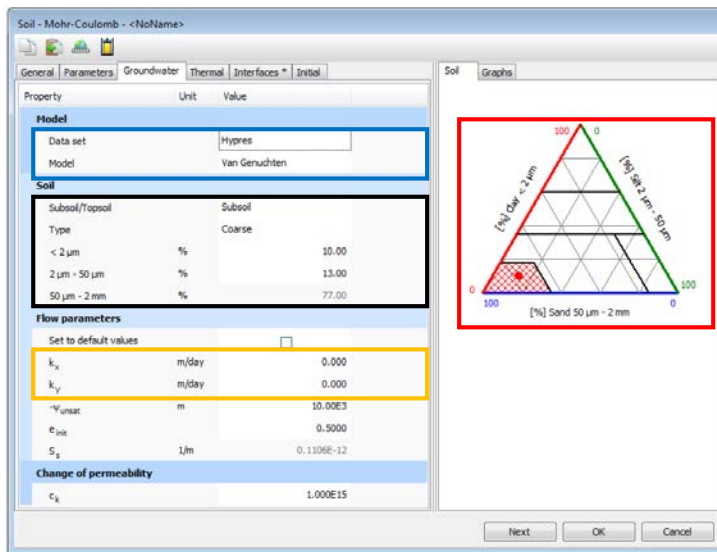 Soil - Mohr-Coulomb - <NoName>
General Parameters Groundwater Thermal Interfaces * Initial
Property Unit Value
Model
Data set Hypres
Model Van Genuchten
Soil
Subsoil/Topsoil Subsoil
Type Coarse
< 2 µm % 10.00
2 µm - 50 µm % 13.00
50 µm - 2 mm % 77.00
Flow parameters
Set to default values
kx m/day 0.000
ky m/day 0.000
-Ψunsat m 10.00E3
einit 0.5000
Ss 1/m 0.1106E-12
Change of permeability
ck 1.000E15
Soil Graphs
100 0
[%] Clay < 2 µm
[%] Silt 2 µm - 50 µm
0 100
100 0
[%] Sand 50 µm - 2 mm
Next OK Cancel